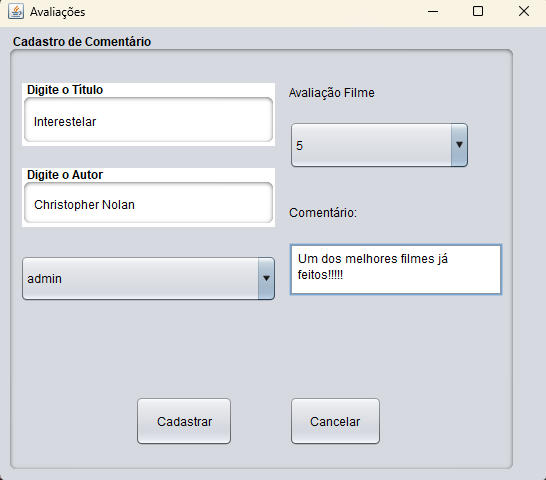 Avaliações
Cadastro de Comentário
Digite o Título
Interestelar
Digite o Autor
Christopher Nolan
admin
Avaliação Filme
5
Comentário:
Um dos melhores filmes já
feitos!!!!!
Cadastrar
Cancelar